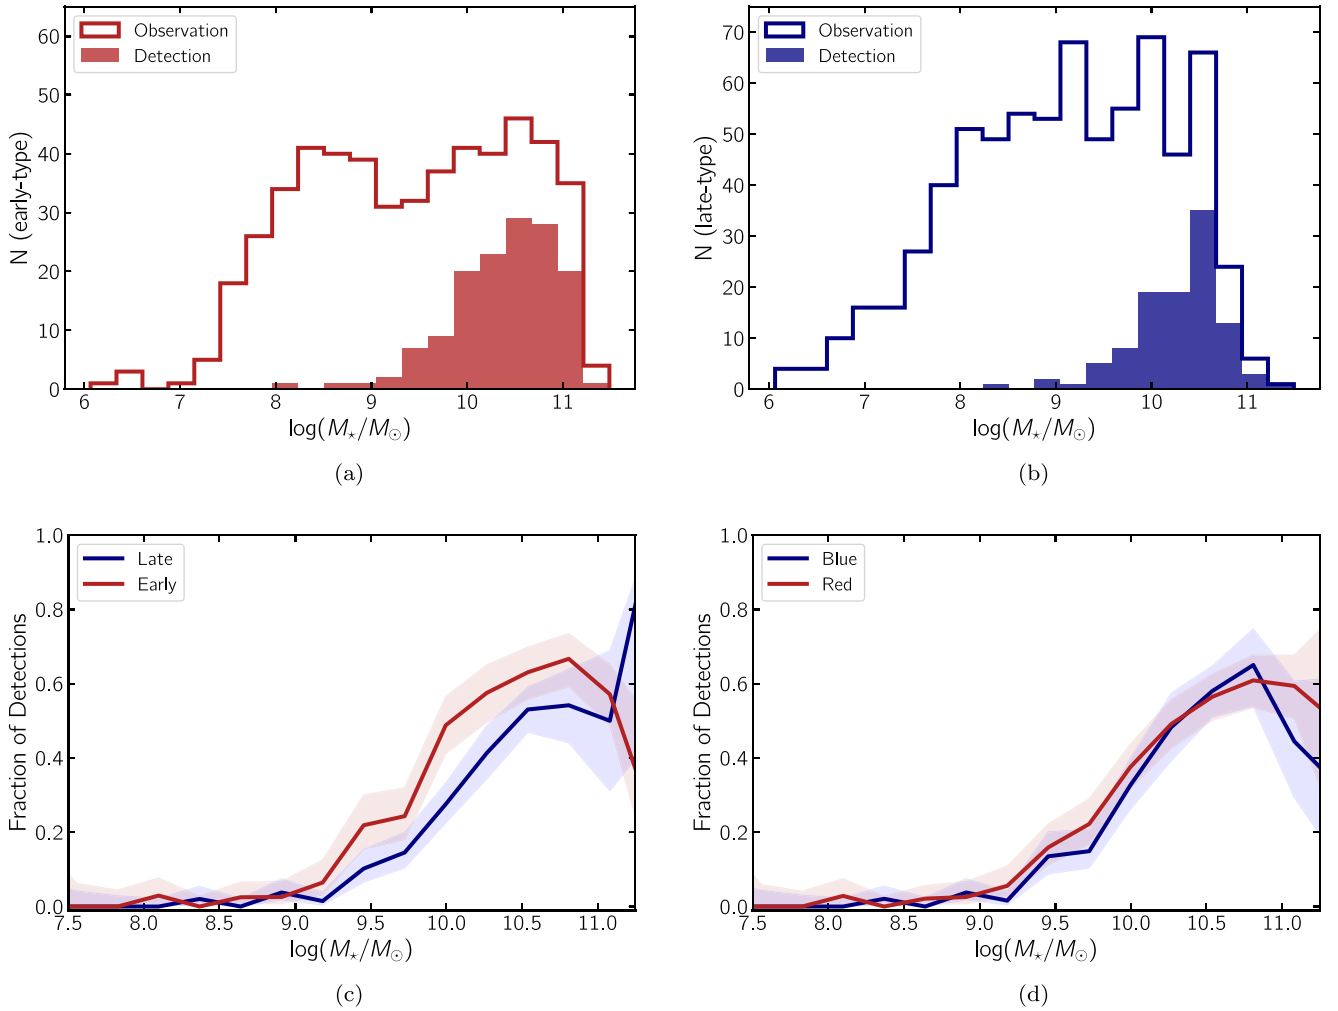 Observation
Detection
N (early-type)
0
10
20
30
40
50
60
6
7
8
9
10
11
log(M⋆/M⊙)
(a)
Observation
Detection
N (late-type)
0
10
20
30
40
50
60
70
6
7
8
9
10
11
log(M⋆/M⊙)
(b)
Late
Early
Fraction of Detections
0.0
0.2
0.4
0.6
0.8
1.0
7.5
8.0
8.5
9.0
9.5
10.0
10.5
11.0
log(M⋆/M⊙)
(c)
Blue
Red
Fraction of Detections
0.0
0.2
0.4
0.6
0.8
1.0
7.5
8.0
8.5
9.0
9.5
10.0
10.5
11.0
log(M⋆/M⊙)
(d)